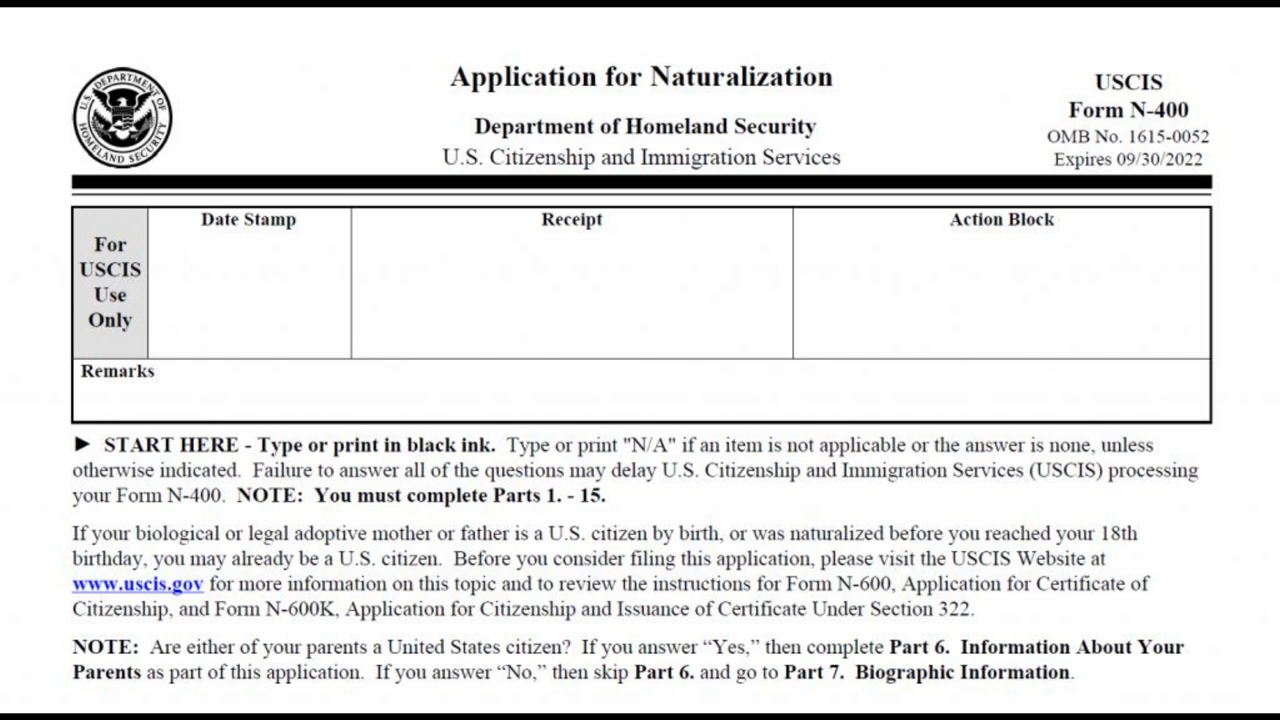 U.S. DEPARTMENT OF HOMELAND SECURITY
Application for Naturalization
Department of Homeland Security
U.S. Citizenship and Immigration Services
USCIS
Form N-400
OMB No. 1615-0052
Expires 09/30/2022
For
USCIS
Use
Only
Date Stamp
Receipt
Action Block
Remarks
► START HERE - Type or print in black ink. Type or print "N/A" if an item is not applicable or the answer is none, unless
otherwise indicated. Failure to answer all of the questions may delay U.S. Citizenship and Immigration Services (USCIS) processing
your Form N-400. NOTE: You must complete Parts 1. - 15.
If your biological or legal adoptive mother or father is a U.S. citizen by birth, or was naturalized before you reached your 18th
birthday, you may already be a U.S. citizen. Before you consider filing this application, please visit the USCIS Website at
www.uscis.gov for more information on this topic and to review the instructions for Form N-600, Application for Certificate of
Citizenship, and Form N-600K, Application for Citizenship and Issuance of Certificate Under Section 322.
NOTE: Are either of your parents a United States citizen? If you answer “Yes,” then complete Part 6. Information About Your
Parents as part of this application. If you answer “No,” then skip Part 6. and go to Part 7. Biographic Information.